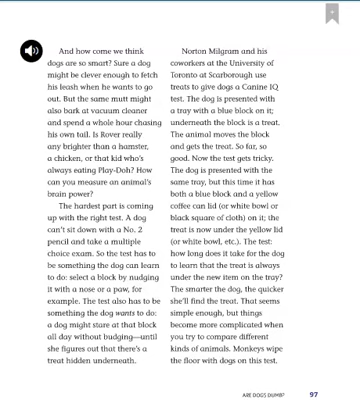 And how come we think
dogs are so smart? Sure a dog
might be clever enough to fetch
his leash when he wants to go
out. But the same mutt might
also bark at vacuum cleaner
and spend a whole hour chasing
his own tail. Is Rover really
any brighter than a hamster,
a chicken, or that kid who's
always eating Play-Doh? How
can you measure an animal's
brain power?
The hardest part is coming
up with the right test. A dog
can't sit down with a No. 2
pencil and take a multiple
choice exam. So the test has to
be something the dog can learn
to do: select a block by nudging
it with a nose or a paw, for
example. The test also has to be
something the dog wants to do:
a dog might stare at that block
all day without budging—until
she figures out that there's a
treat hidden underneath.
Norton Milgram and his
coworkers at the University of
Toronto at Scarborough use
treats to give dogs a Canine IQ
test. The dog is presented with
a tray with a blue block on it;
underneath the block is a treat.
The animal moves the block
and gets the treat. So far, so
good. Now the test gets tricky.
The dog is presented with the
same tray, but this time it has
both a blue block and a yellow
coffee can lid (or white bowl or
black square of cloth) on it; the
treat is now under the yellow lid
(or white bowl, etc.). The test:
how long does it take for the dog
to learn that the treat is always
under the new item on the tray?
The smarter the dog, the quicker
she'll find the treat. That seems
simple enough, but things
become more complicated when
you try to compare different
kinds of animals. Monkeys wipe
the floor with dogs on this test.
ARE DOGS DUMB? 97